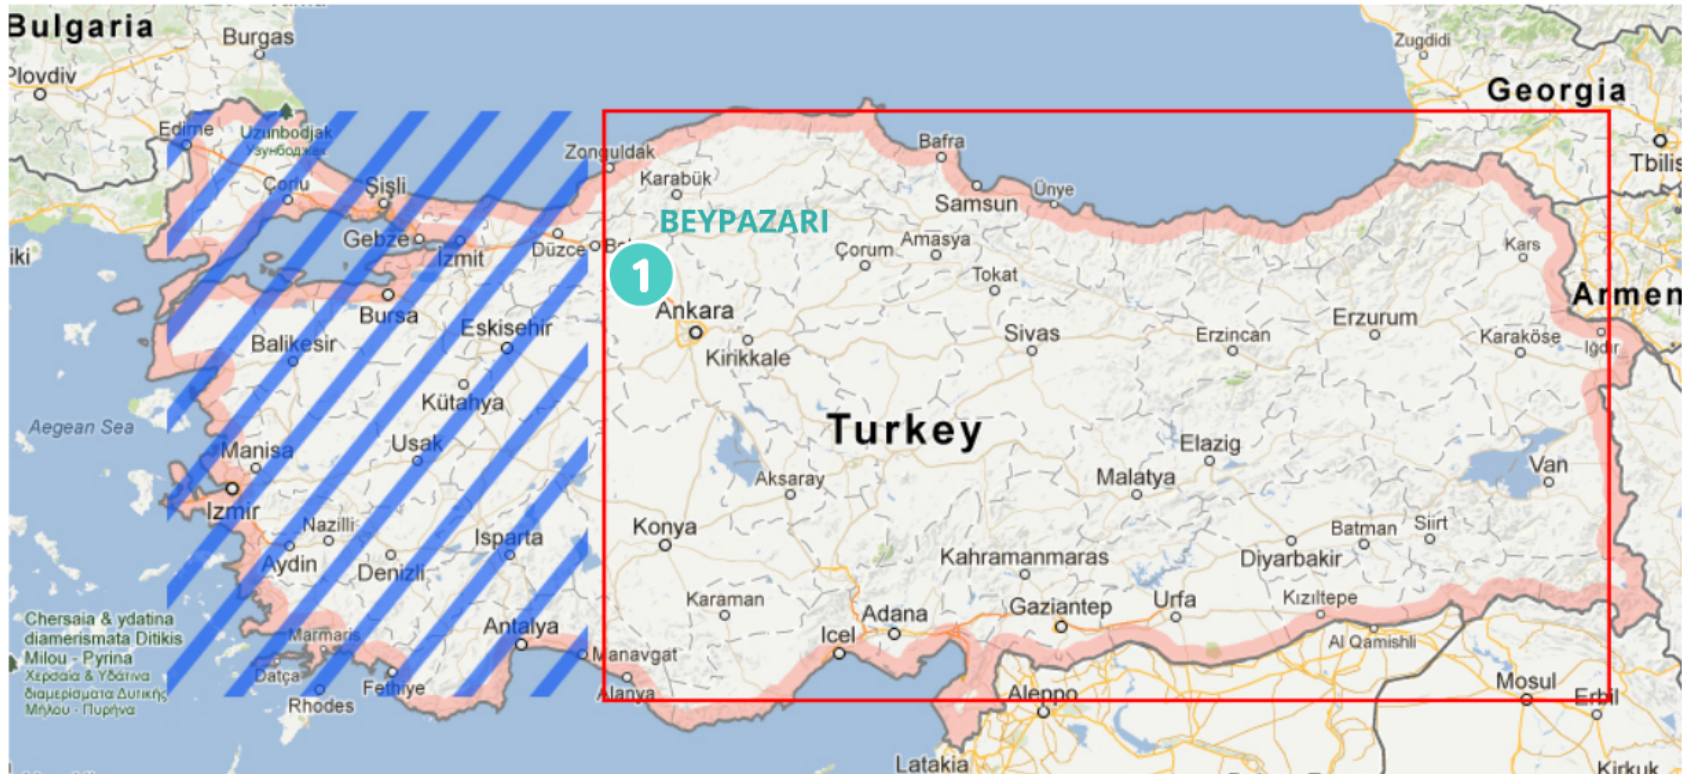 Bulgaria
Burgas
Plovdiv
Zugdidi
Georgia
Tbilis
Edirne
Uzunbodjak
Узунбоджак
Zonguldak
Bafra
Karabük
Çorlu
Şişli
Samsun
Ünye
BEYPAZARI
Gebze
Izmit
Düzce
Çorum
Amasya
Kars
iki
1
Tokat
Armen
Bursa
Ankara
Eskisehir
Sivas
Erzincan
Erzurum
Karaköse
Iğdır
Balikesir
Kirikkale
Kütahya
Aegean Sea
Turkey
Usak
Manisa
Elazig
Malatya
Van
Aksaray
Izmir
Nazilli
Konya
Isparta
Batman
Siirt
Diyarbakir
Aydin
Denizli
Kahramanmaras
Karaman
Adana
Gaziantep
Urfa
Kızıltepe
Chersaia & ydatina
diamerismata Ditikis
Milou - Pyrina
Χερσαία & Υδάτινα
διαμερίσματα Δυτικής
Μήλου - Πυρήνα
Marmaris
Antalya
Icel
Al Qamishli
Manavgat
Datça
Fethiye
Alanya
Rhodes
Aleppo
Mosul
Erbil
Latakia
Kirkuk